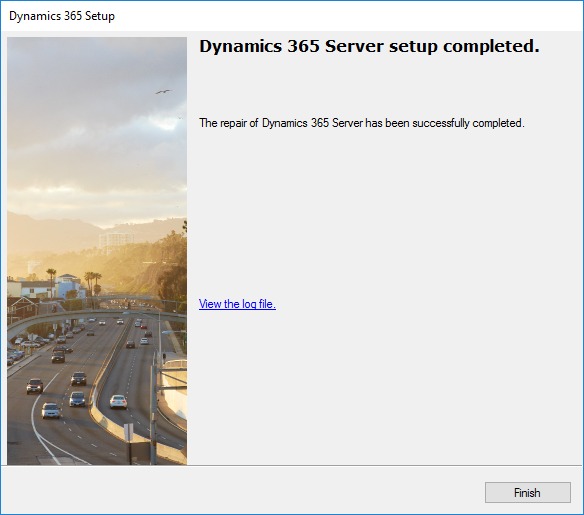 Dynamics 365 Setup
Dynamics 365 Server setup completed.
The repair of Dynamics 365 Server has been successfully completed.
View the log file.
Finish